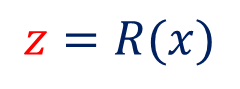 z = R(x)